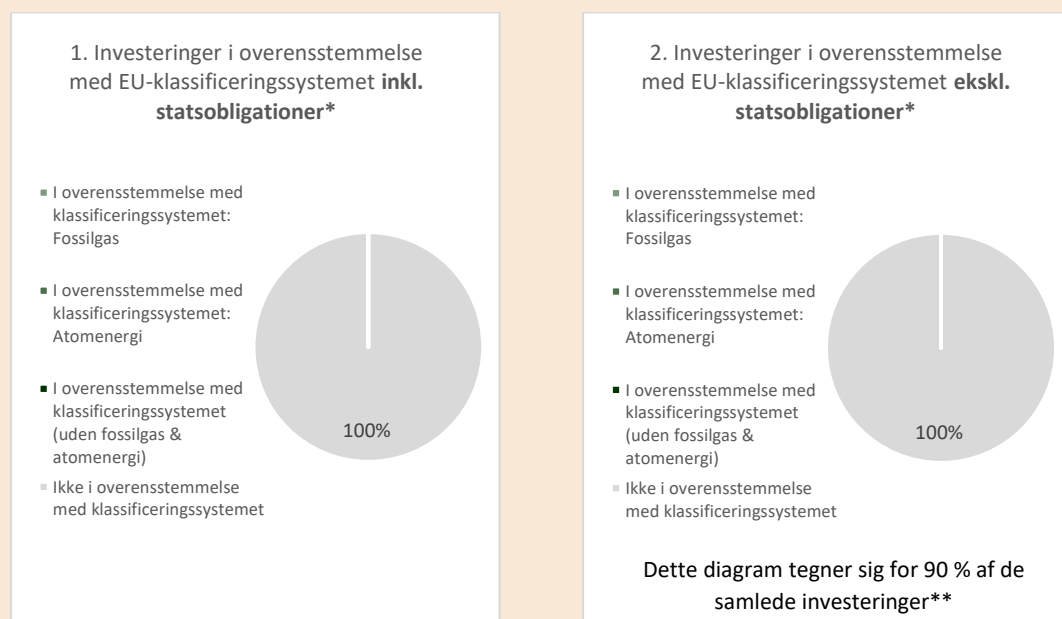 1. Investeringer i overensstemmelse
med EU-klassificeringssystemet inkl.
statsobligationer*
I overensstemmelse med
klassificeringssystemet:
Fossilgas
I overensstemmelse med
klassificeringssystemet:
Atomenergi
I overensstemmelse med
klassificeringssystemet
(uden fossilgas &
atomenergi)
Ikke i overensstemmelse
med klassificeringssystemet
100%
2. Investeringer i overensstemmelse
med EU-klassificeringssystemet ekskl.
statsobligationer*
I overensstemmelse med
klassificeringssystemet:
Fossilgas
I overensstemmelse med
klassificeringssystemet:
Atomenergi
I overensstemmelse med
klassificeringssystemet
(uden fossilgas &
atomenergi)
Ikke i overensstemmelse
med klassificeringssystemet
100%
Dette diagram tegner sig for 90 % af de
samlede investeringer**